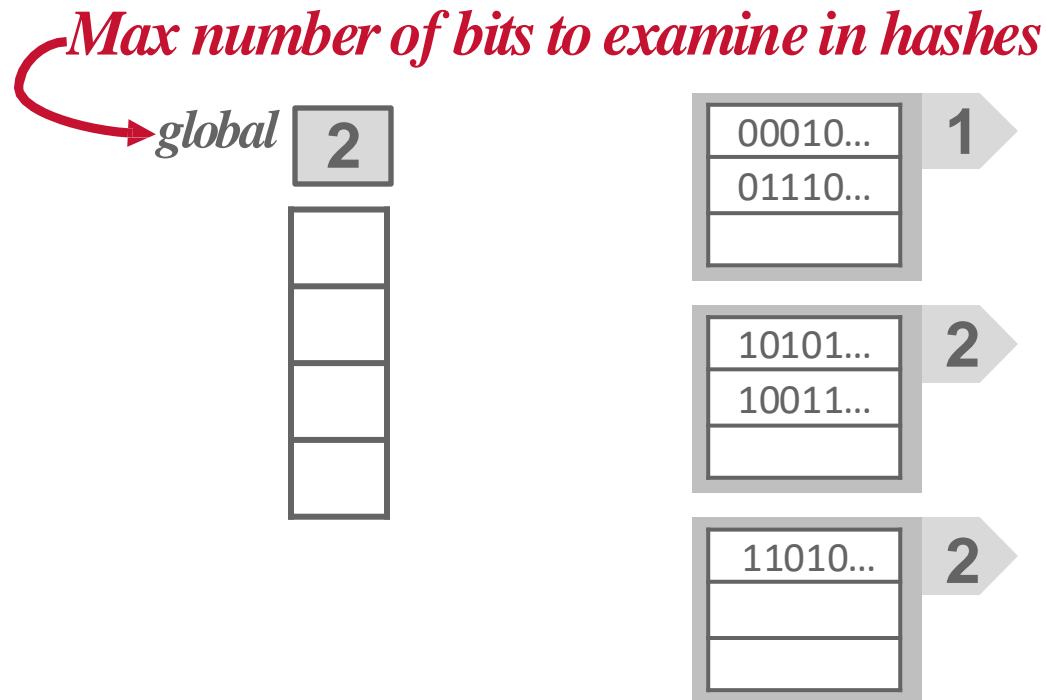 Max number of bits to examine in hashes
global 2
00010... 1
01110...
10101... 2
10011...
11010... 2